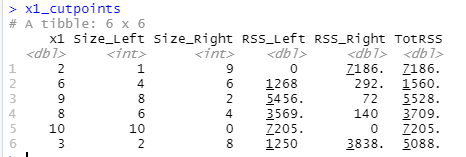 > x1_cutpoints
# A tibble: 6 x 6
x1 Size_Left Size_Right RSS_Left RSS_Right TotRSS
<dbl> <int> <int> <dbl> <dbl> <dbl>
1 2 1 9 0 7186. 7186.
2 6 4 6 1268 292. 1560.
3 9 8 2 5456. 72 5528.
4 8 6 4 3569. 140 3709.
5 10 10 0 7205. 0 7205.
6 3 2 8 1250 3838. 5088.
>